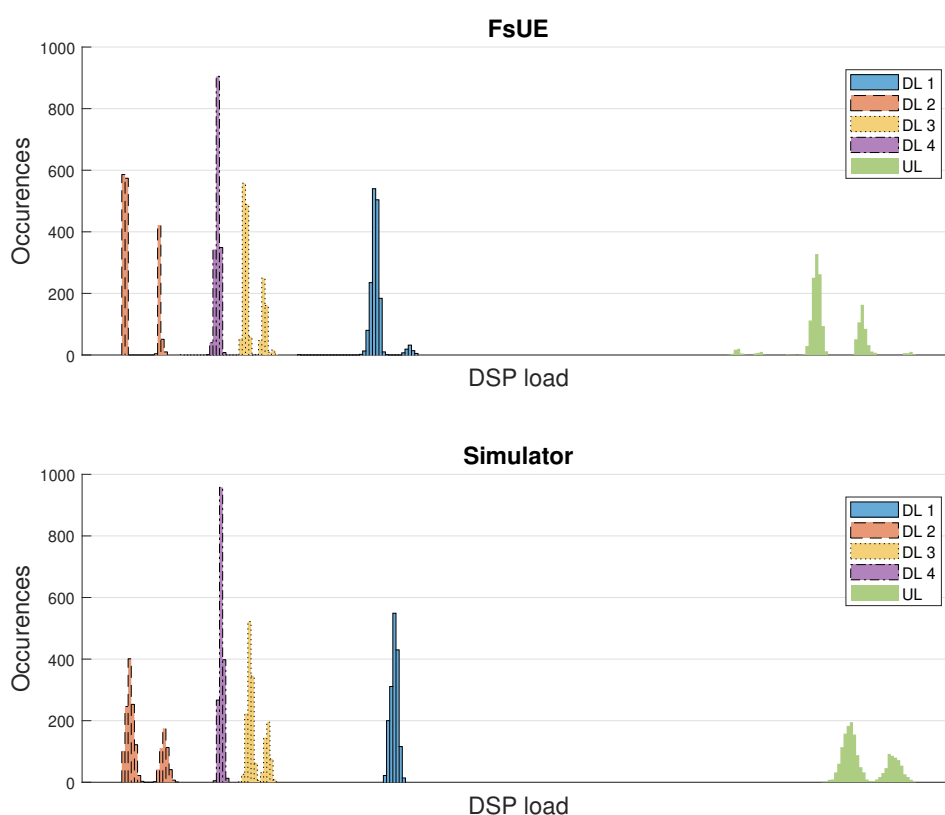 FsUE
1000
800
600
400
200
0
Occurences
DSP load
DL 1
DL 2
DL 3
DL 4
UL
Simulator
1000
800
600
400
200
0
Occurences
DSP load
DL 1
DL 2
DL 3
DL 4
UL